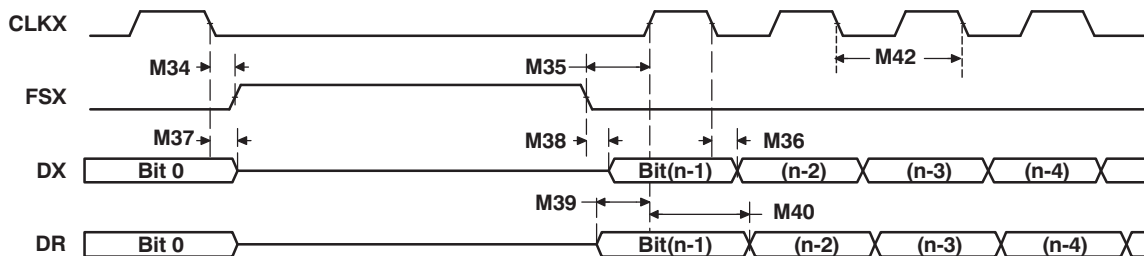 CLKX
M34 M35 M42
FSX
M37 M38 M36
DX Bit 0 Bit(n-1) (n-2) (n-3) (n-4)
M39 M40
DR Bit 0 Bit(n-1) (n-2) (n-3) (n-4)